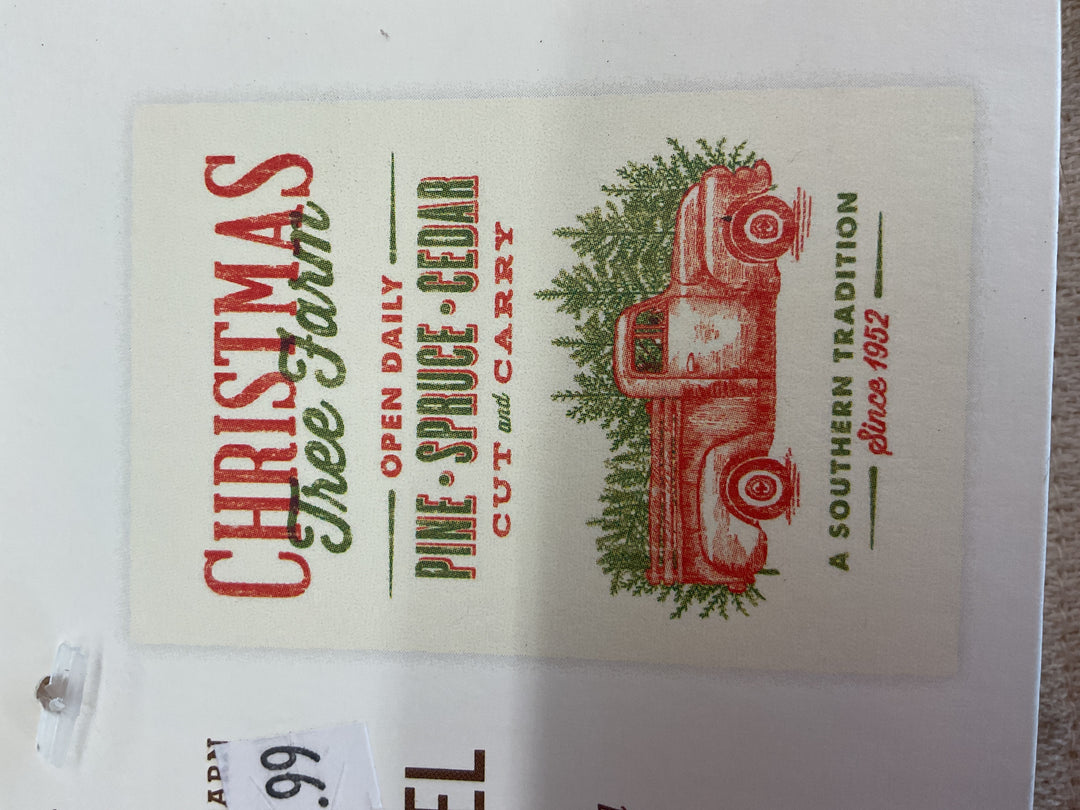 CHRISTMAS
Tree Farm
OPEN DAILY
PINE • SPRUCE • CEDAR
CUT and CARRY
A SOUTHERN TRADITION
Since 1952
.99
EL